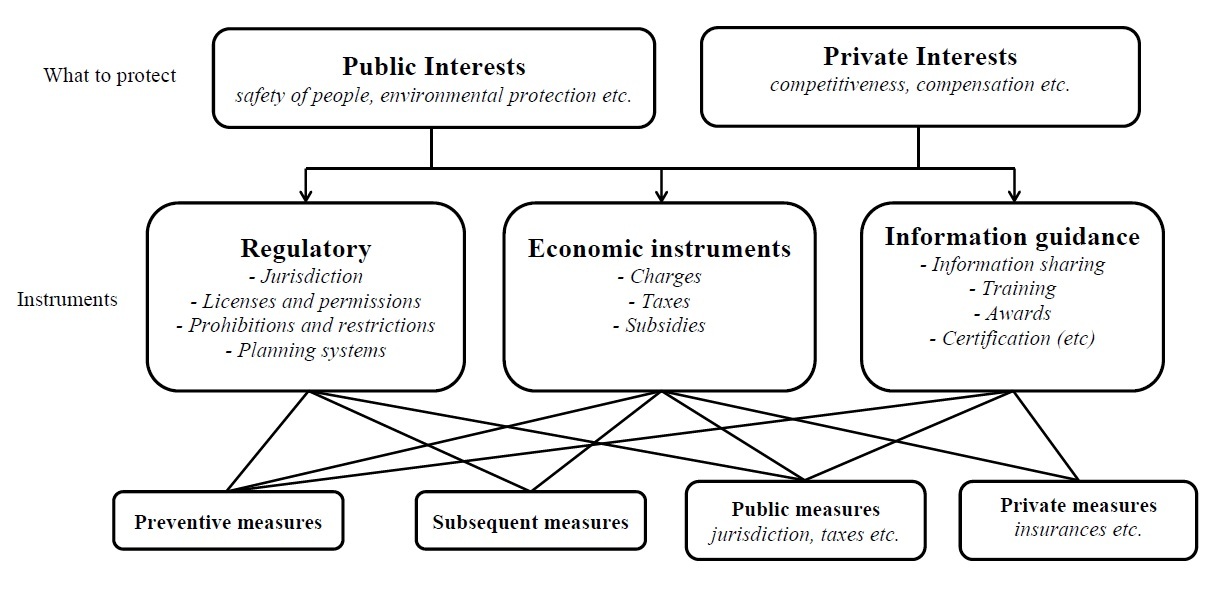 What to protect
Public Interests
safety of people, environmental protection etc.
Private Interests
competitiveness, compensation etc.
Instruments
Regulatory
- Jurisdiction
- Licenses and permissions
- Prohibitions and restrictions
- Planning systems
Economic instruments
- Charges
- Taxes
- Subsidies
Information guidance
- Information sharing
- Training
- Awards
- Certification (etc)
Preventive measures
Subsequent measures
Public measures
jurisdiction, taxes etc.
Private measures
insurances etc.